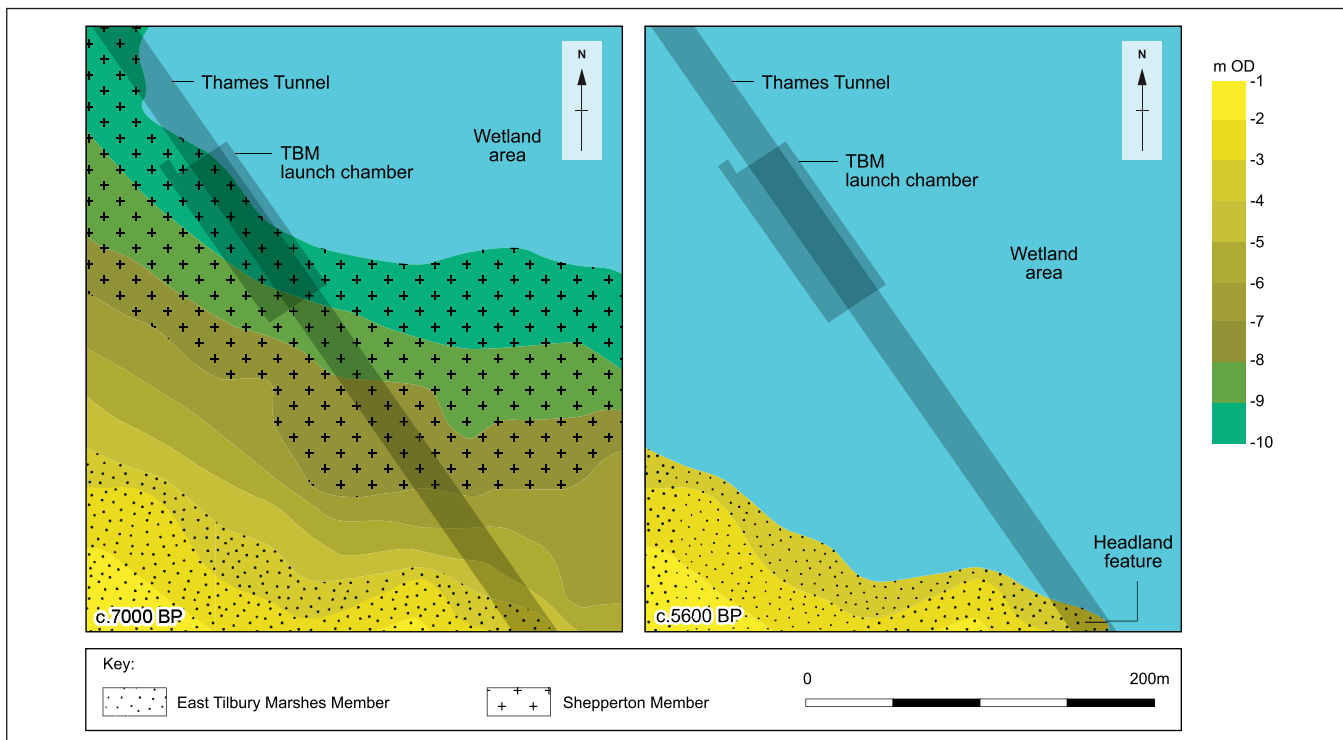 N
Thames Tunnel
TBM
launch chamber
Wetland
area
c.7000 BP
N
Thames Tunnel
TBM
launch chamber
Wetland
area
Headland
feature
c.5600 BP
m OD
-1
-2
-3
-4
-5
-6
-7
-8
-9
-10
Key:
East Tilbury Marshes Member
Shepperton Member
0
200m